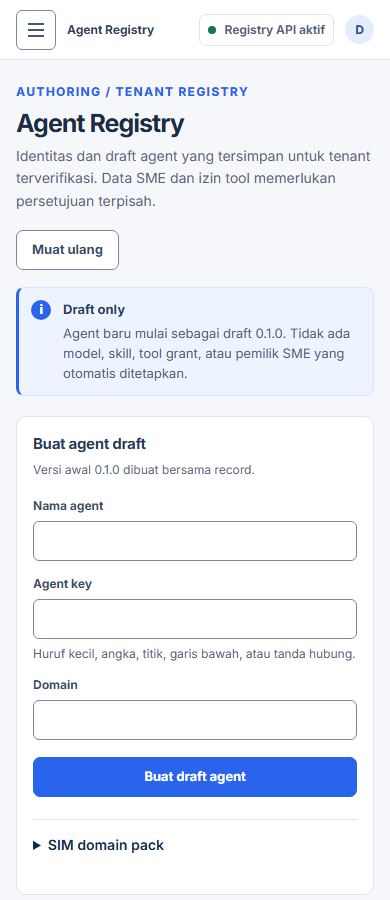 Agent Registry
Registry API aktif
D
AUTHORING / TENANT REGISTRY
Agent Registry
Identitas dan draft agent yang tersimpan untuk tenant
terverifikasi. Data SME dan izin tool memerlukan
persetujuan terpisah.
Muat ulang
i
Draft only
Agent baru mulai sebagai draft 0.1.0. Tidak ada
model, skill, tool grant, atau pemilik SME yang
otomatis ditetapkan.
Buat agent draft
Versi awal 0.1.0 dibuat bersama record.
Nama agent
Agent key
Huruf kecil, angka, titik, garis bawah, atau tanda hubung.
Domain
Buat draft agent
SIM domain pack